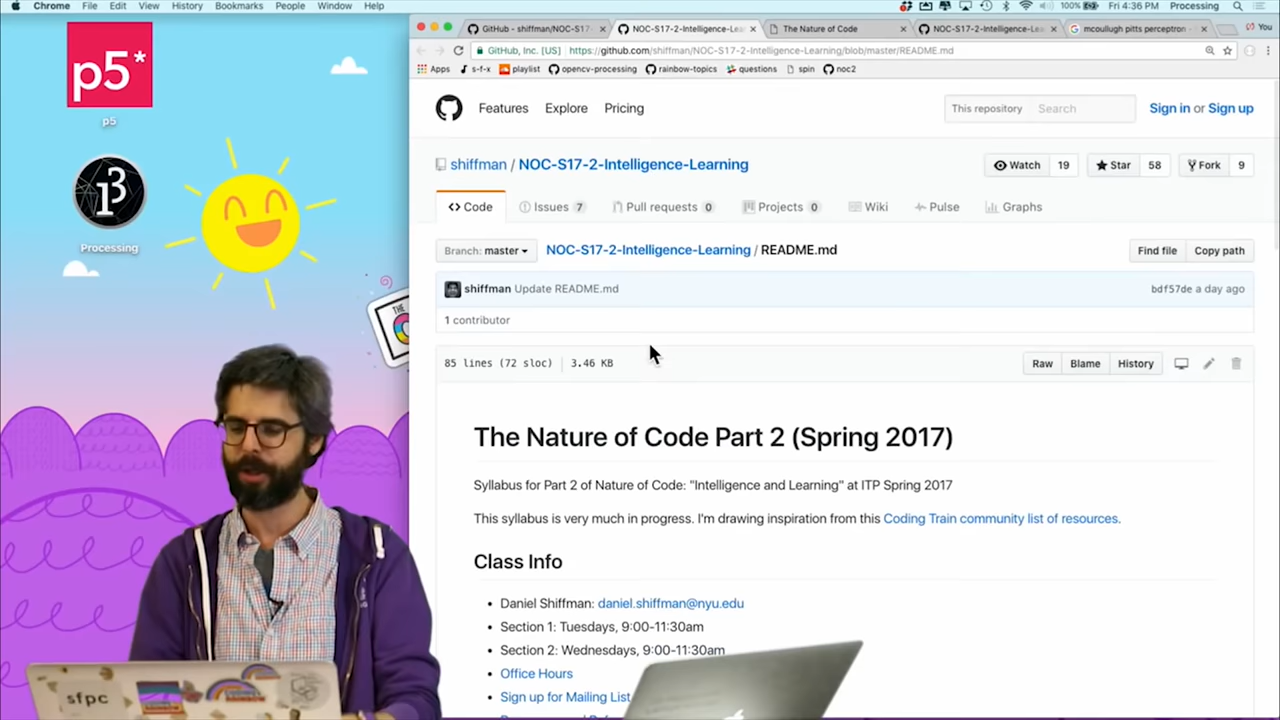 Chrome File Edit View History Bookmarks People Window Help
100% Fri 4:36 PM Processing
GitHub - shiffman/NOC-S17-
NOC-S17-2-Intelligence-Lea
The Nature of Code
NOC-S17-2-Intelligence-Lea
mcoullugh pitts perceptron -
You
GitHub, Inc. [US] https://github.com/shiffman/NOC-S17-2-Intelligence-Learning/blob/master/README.md
Apps s-f-x playlist opencv-processing rainbow-topics questions spin noc2
p5*
p5
Processing
Features Explore Pricing
This repository Search
Sign in or Sign up
shiffman / NOC-S17-2-Intelligence-Learning
Watch 19 Star 58 Fork 9
Code Issues 7 Pull requests 0 Projects 0 Wiki Pulse Graphs
Branch: master NOC-S17-2-Intelligence-Learning / README.md Find file Copy path
shiffman Update README.md bdf57de a day ago
1 contributor
85 lines (72 sloc) 3.46 KB Raw Blame History
The Nature of Code Part 2 (Spring 2017)
Syllabus for Part 2 of Nature of Code: "Intelligence and Learning" at ITP Spring 2017
This syllabus is very much in progress. I'm drawing inspiration from this Coding Train community list of resources.
Class Info
• Daniel Shiffman: daniel.shiffman@nyu.edu
• Section 1: Tuesdays, 9:00-11:30am
• Section 2: Wednesdays, 9:00-11:30am
• Office Hours
• Sign up for Mailing List
THE
sfpc